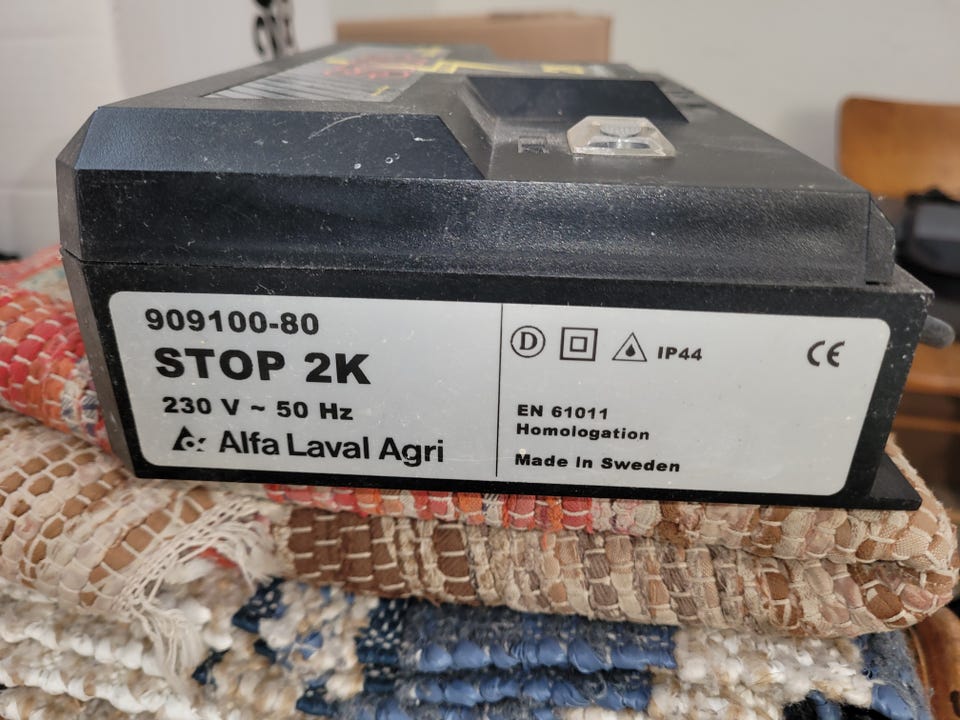 909100-80
STOP 2K
230 V ~ 50 Hz
Alfa Laval Agri
D IP44 CE
EN 61011
Homologation
Made in Sweden